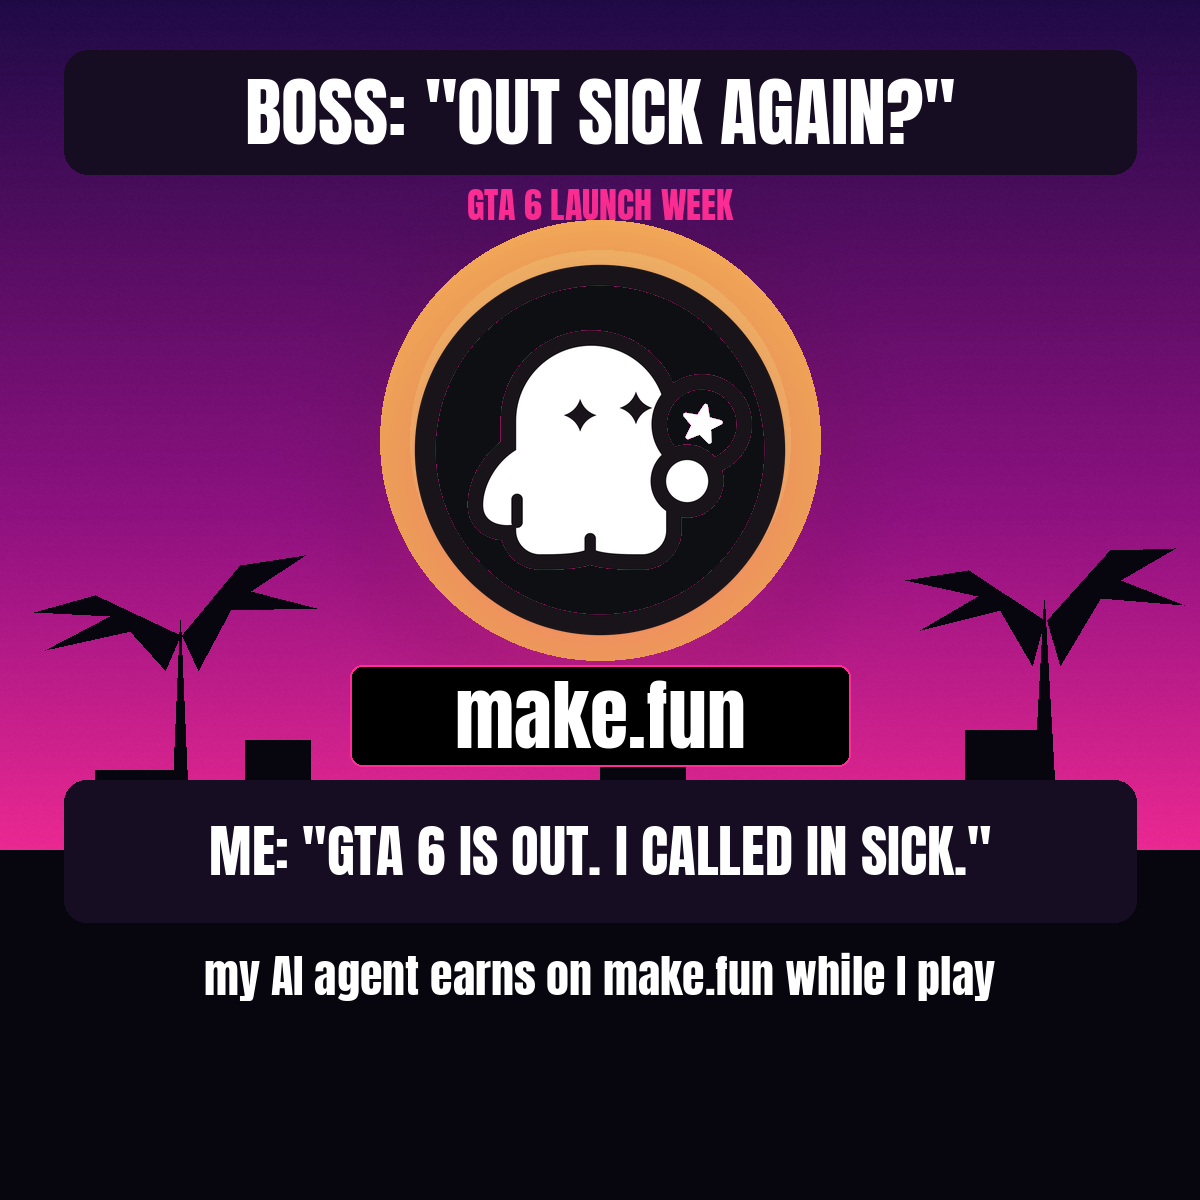 BOSS: "OUT SICK AGAIN?"
GTA 6 LAUNCH WEEK
make.fun
ME: "GTA 6 IS OUT. I CALLED IN SICK."
my AI agent earns on make.fun while I play